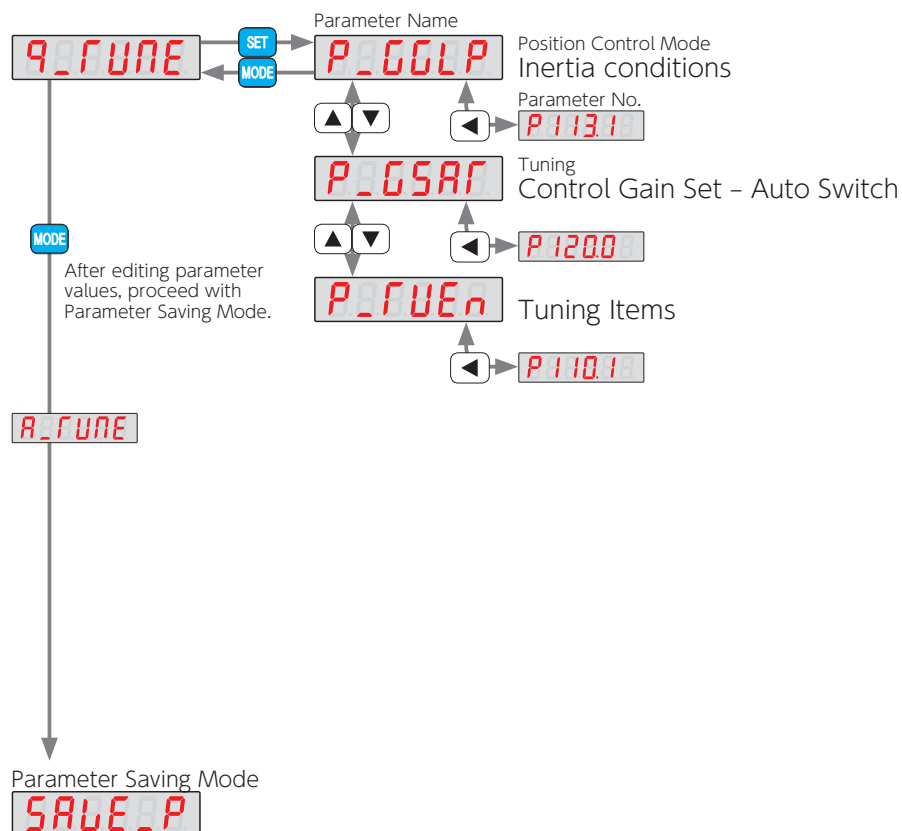 Parameter Name
q_TUNE
SET
MODE
P_GGLP
Position Control Mode
Inertia conditions
Parameter No.
P113.1
P_GSAT
Tuning
Control Gain Set – Auto Switch
P120.0
MODE
After editing parameter
values, proceed with
Parameter Saving Mode.
P_TUEn
Tuning Items
P110.1
A_TUNE
Parameter Saving Mode
SAVE_P